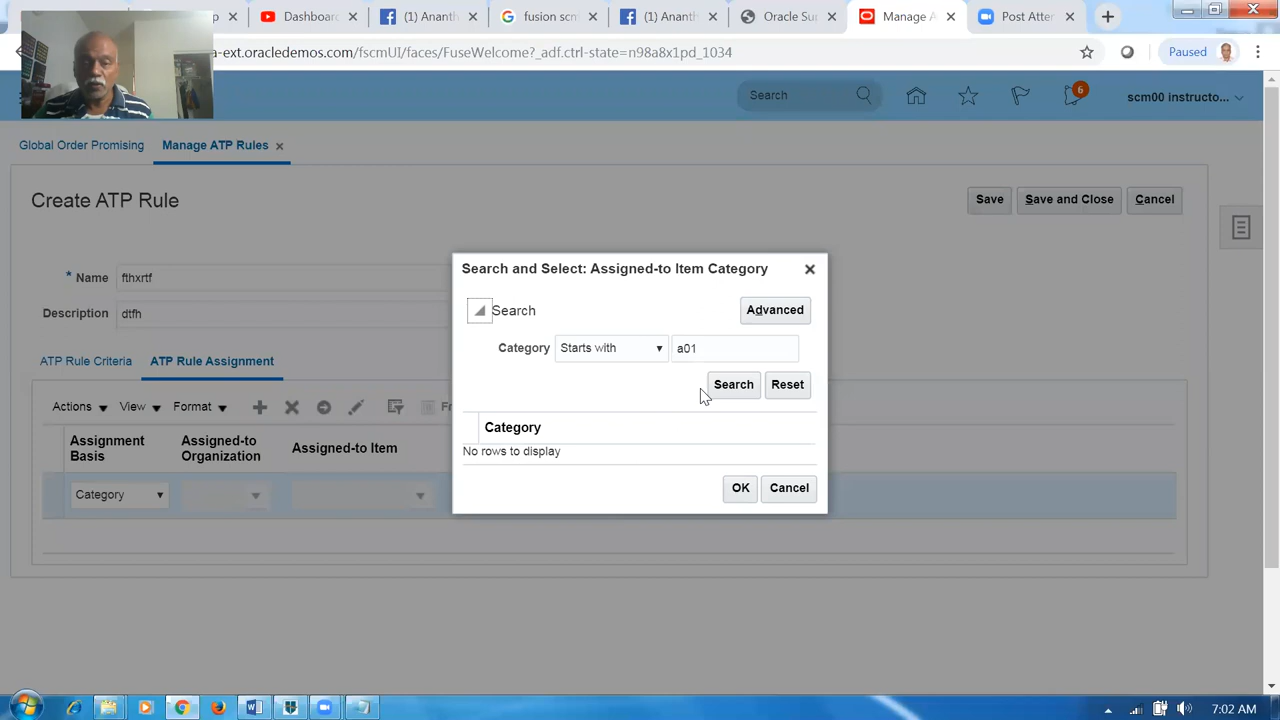 Dashboard
(1) Ananth
fusion scm
(1) Ananth
Oracle Su
Manage A
Post Atter
a-ext.oracledemos.com/fscmUI/faces/FuseWelcome?_adf.ctrl-state=n98a8x1pd_1034
Paused
Search
6
scm00 instructo...
Global Order Promising
Manage ATP Rules
Create ATP Rule
Save
Save and Close
Cancel
* Name fthxrtf
Description dtfh
ATP Rule Criteria
ATP Rule Assignment
Actions
View
Format
Assignment Basis
Assigned-to Organization
Assigned-to Item
Category
Search and Select: Assigned-to Item Category
Search
Advanced
Category Starts with a01
Search
Reset
Category
No rows to display
OK
Cancel
7:02 AM